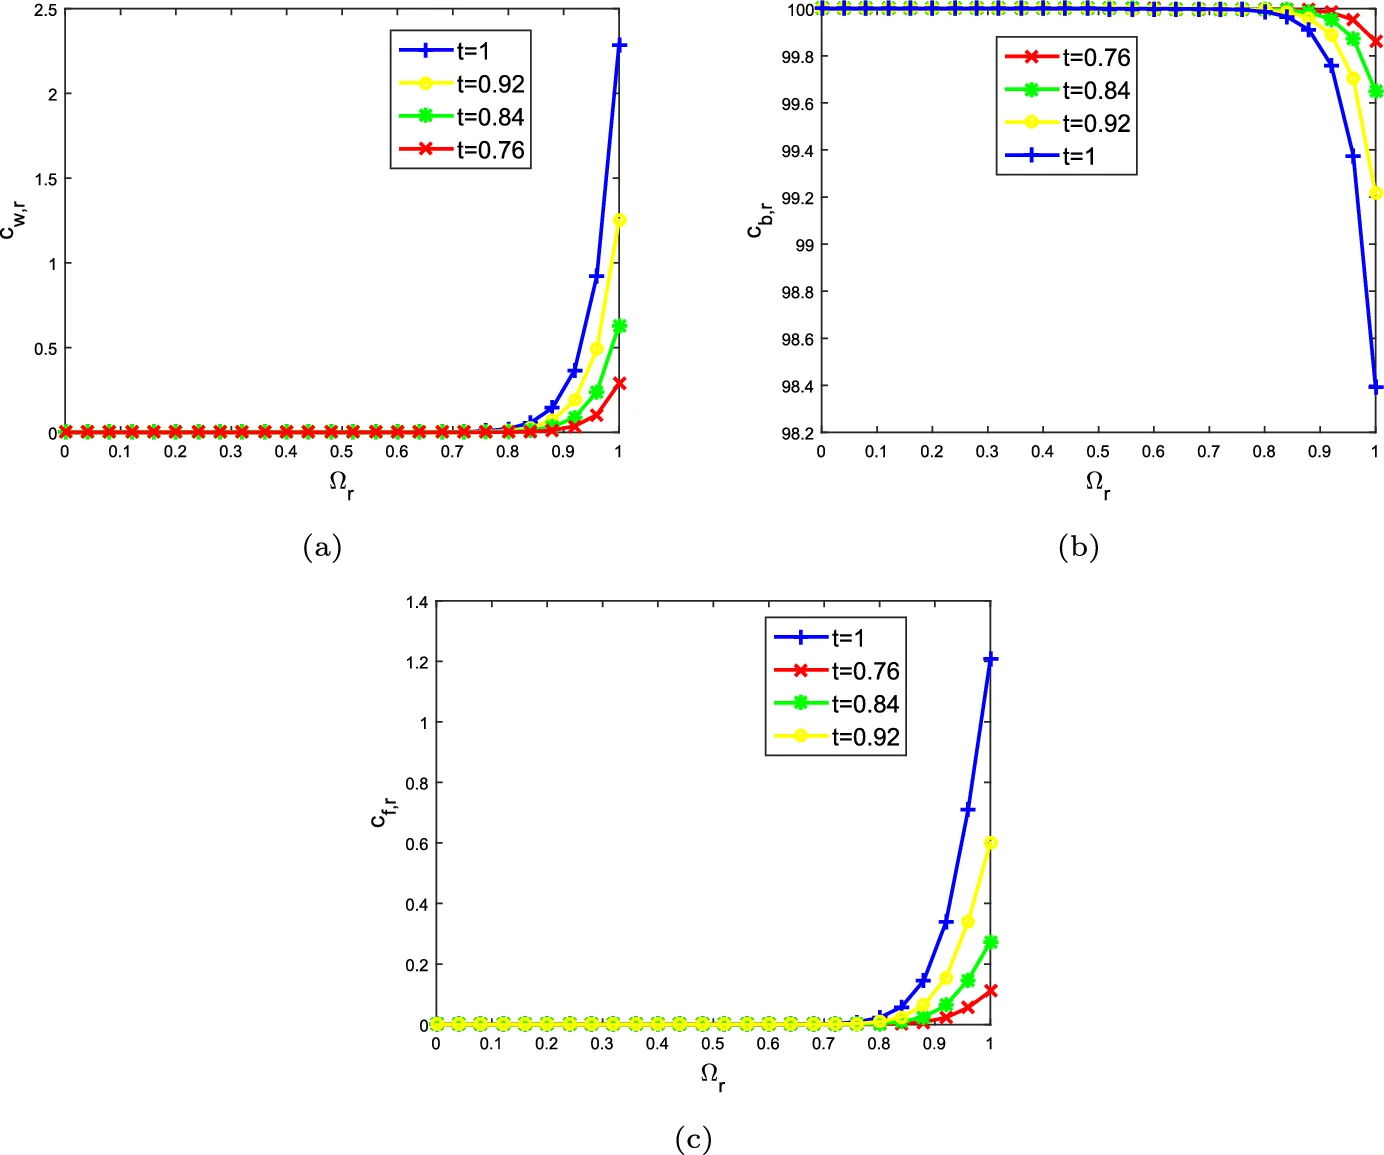 2.5
2
1.5
1
0.5
0
c_w,r
t=1
t=0.92
t=0.84
t=0.76
0 0.1 0.2 0.3 0.4 0.5 0.6 0.7 0.8 0.9 1
Ω_r
(a)
100
99.8
99.6
99.4
99.2
99
98.8
98.6
98.4
98.2
c_b,r
t=0.76
t=0.84
t=0.92
t=1
0 0.1 0.2 0.3 0.4 0.5 0.6 0.7 0.8 0.9 1
Ω_r
(b)
1.4
1.2
1
0.8
0.6
0.4
0.2
0
c_f,r
t=1
t=0.76
t=0.84
t=0.92
0 0.1 0.2 0.3 0.4 0.5 0.6 0.7 0.8 0.9 1
Ω_r
(c)